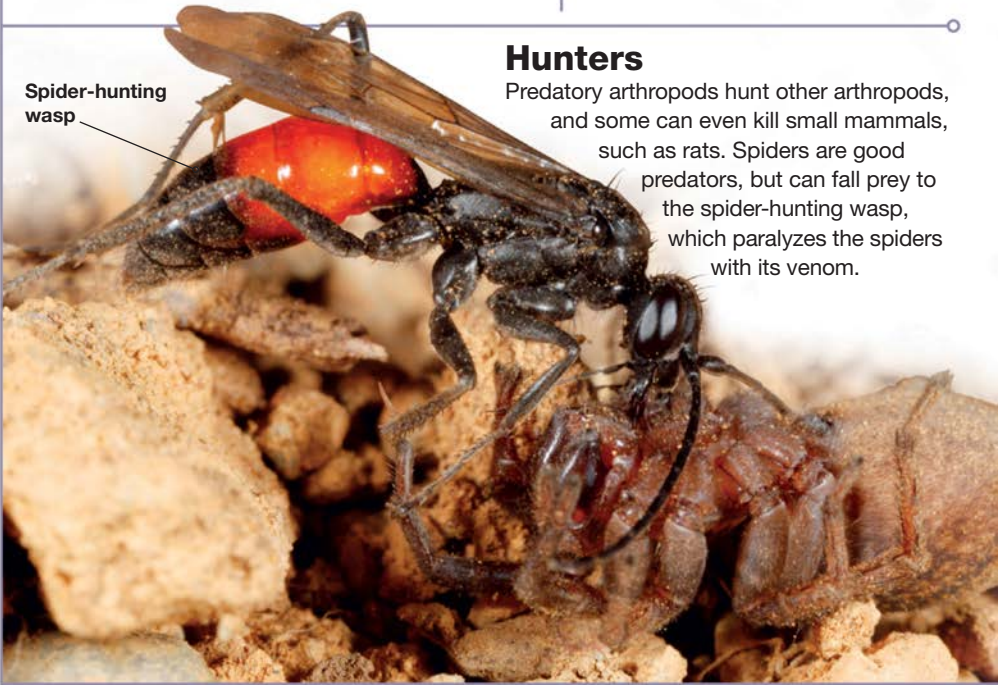 Hunters
Predatory arthropods hunt other arthropods,
and some can even kill small mammals,
such as rats. Spiders are good
predators, but can fall prey to
the spider-hunting wasp,
which paralyzes the spiders
with its venom.
Spider-hunting
wasp